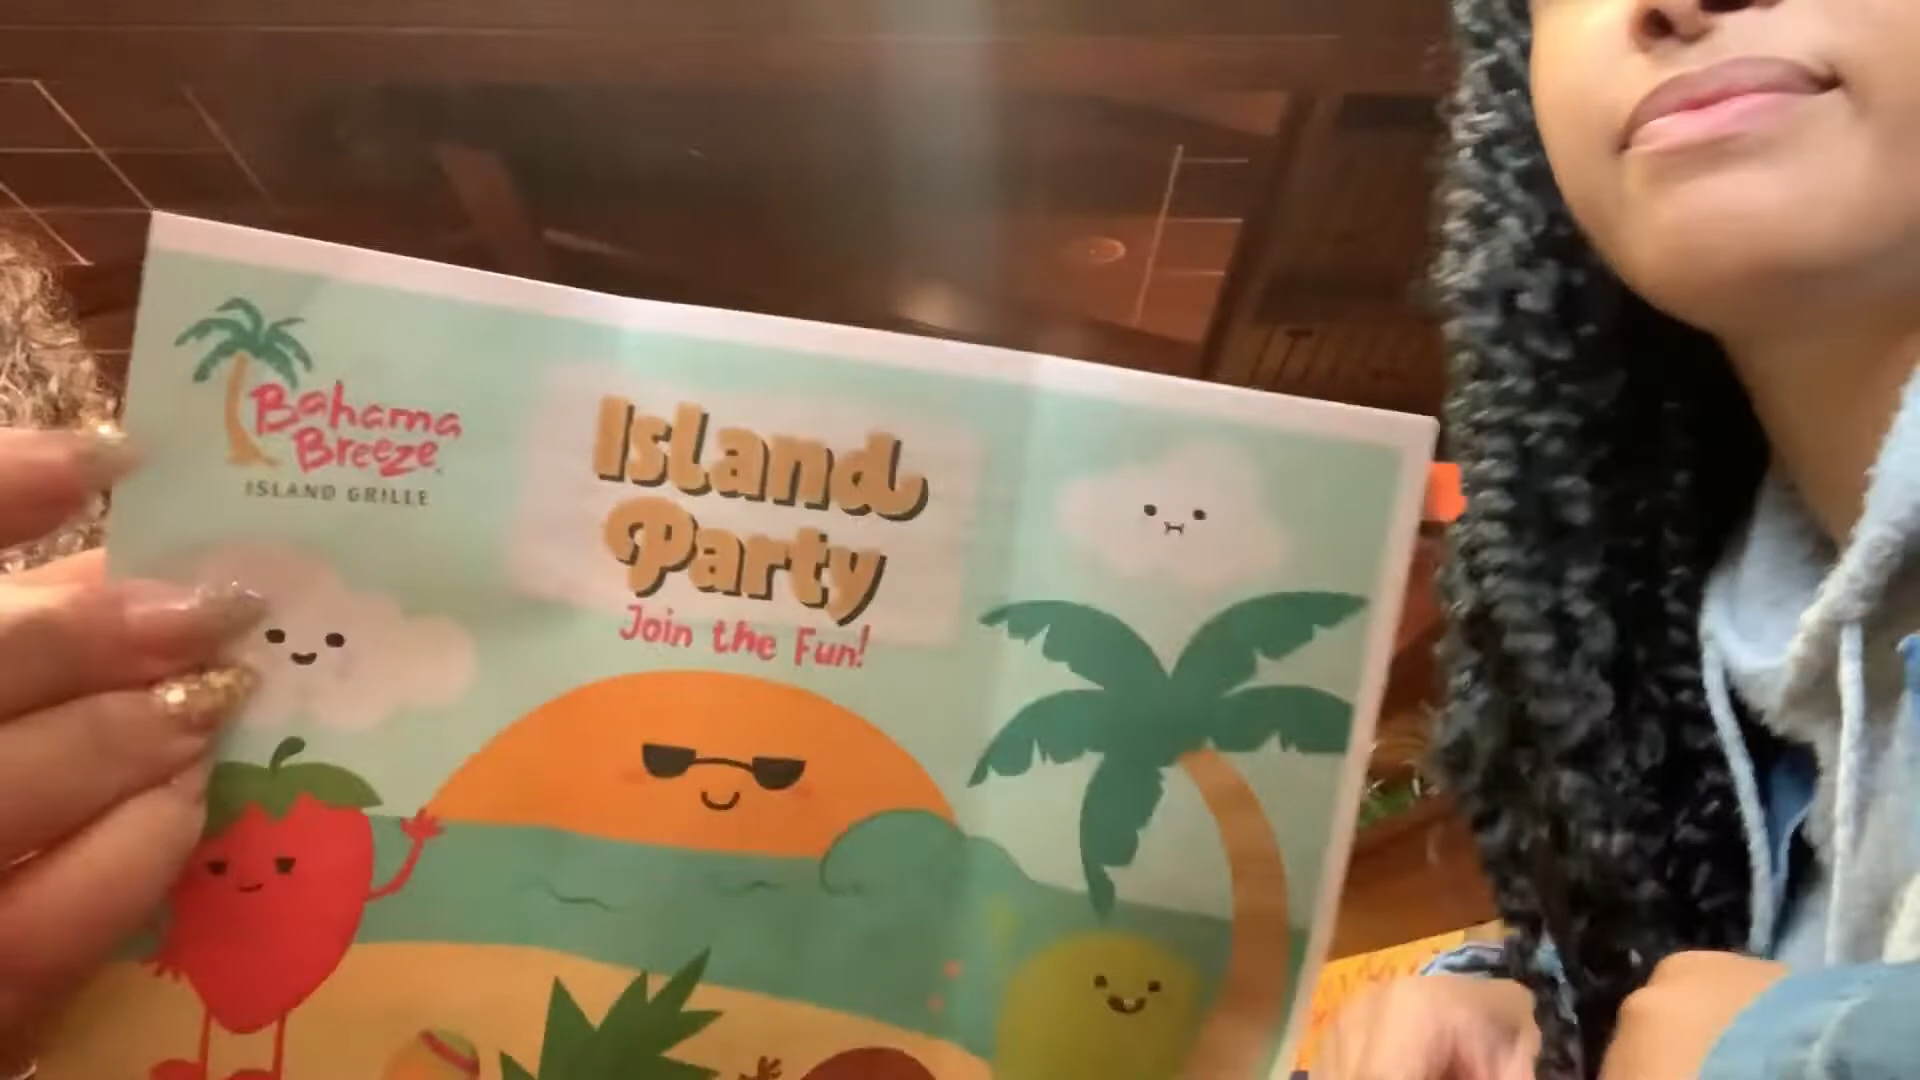 Bahama
Breeze
ISLAND GRILLE
Island
Party
Join the Fun!